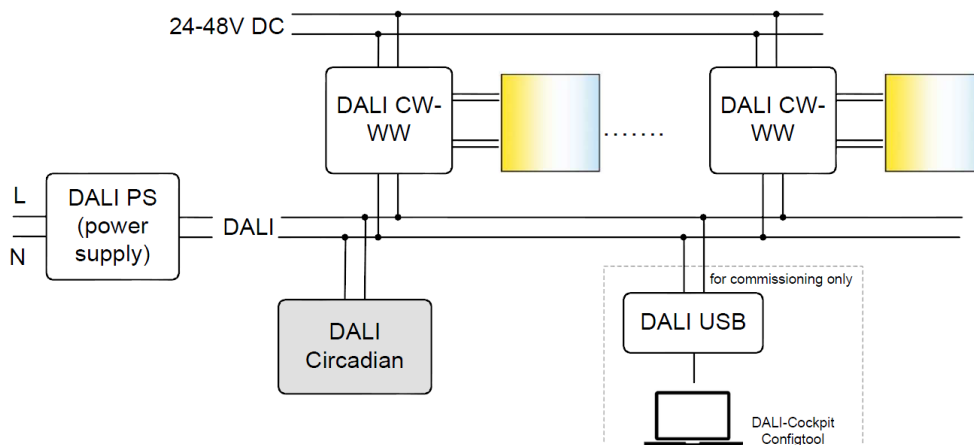 24-48V DC
DALI CW-
WW
DALI CW-
WW
L
N
DALI PS
(power
supply)
DALI
DALI
Circadian
for commissioning only
DALI USB
DALI-Cockpit
Configtool